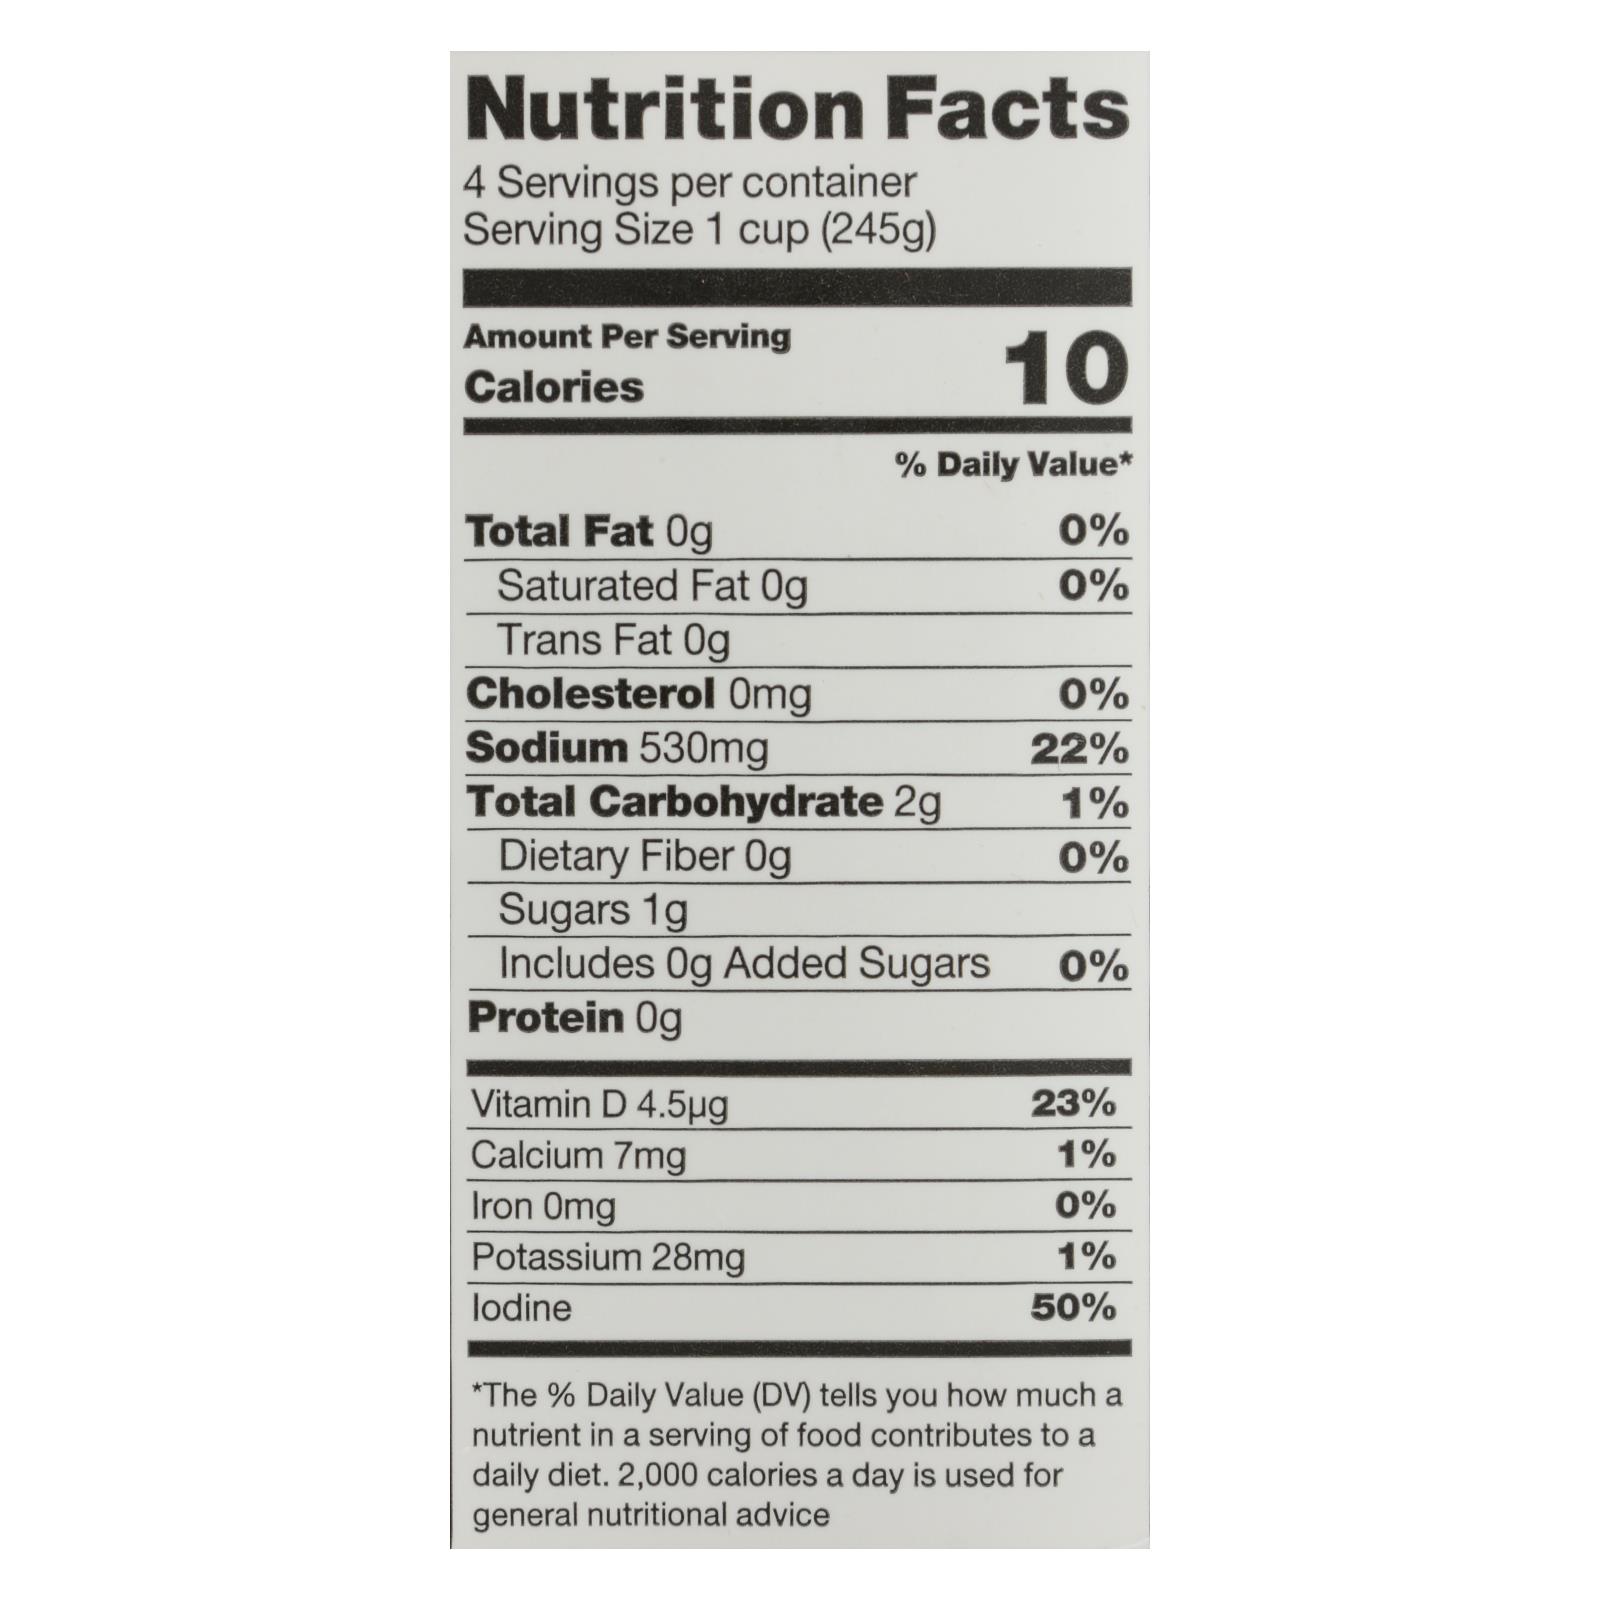 Nutrition Facts
4 Servings per container
Serving Size 1 cup (245g)
Amount Per Serving
Calories 10
% Daily Value*
Total Fat 0g 0%
Saturated Fat 0g 0%
Trans Fat 0g
Cholesterol 0mg 0%
Sodium 530mg 22%
Total Carbohydrate 2g 1%
Dietary Fiber 0g 0%
Sugars 1g
Includes 0g Added Sugars 0%
Protein 0g
Vitamin D 4.5µg 23%
Calcium 7mg 1%
Iron 0mg 0%
Potassium 28mg 1%
Iodine 50%
*The % Daily Value (DV) tells you how much a
nutrient in a serving of food contributes to a
daily diet. 2,000 calories a day is used for
general nutritional advice